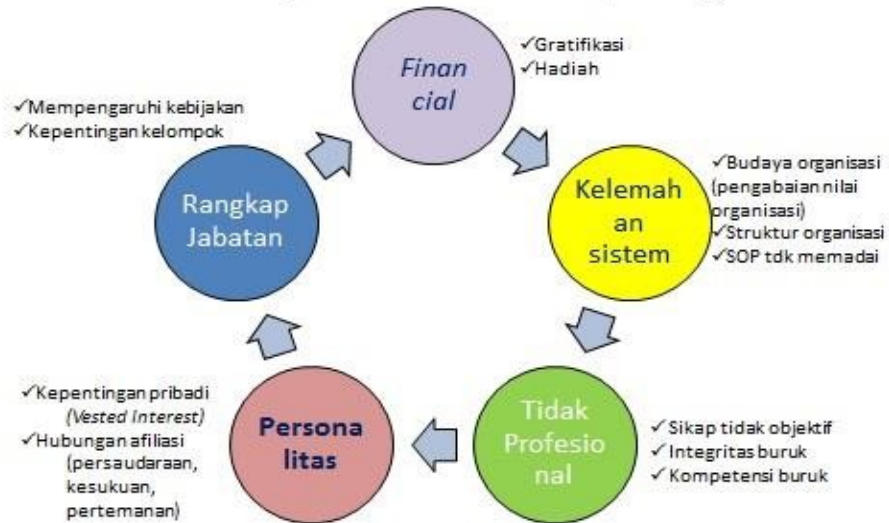 Finan
cial
✓Gratifikasi
✓Hadiah
Kelemah
an
sistem
✓Budaya organisasi
(pengabaian nilai
organisasi)
✓Struktur organisasi
✓SOP tdk memadai
Tidak
Profesio
nal
✓Sikap tidak objektif
✓Integritas buruk
✓Kompetensi buruk
Persona
litas
✓Kepentingan pribadi
(Vested Interest)
✓Hubungan afiliasi
(persaudaraan,
kesukuan,
pertemanan)
Rangkap
Jabatan
✓Mempengaruhi kebijakan
✓Kepentingan kelompok